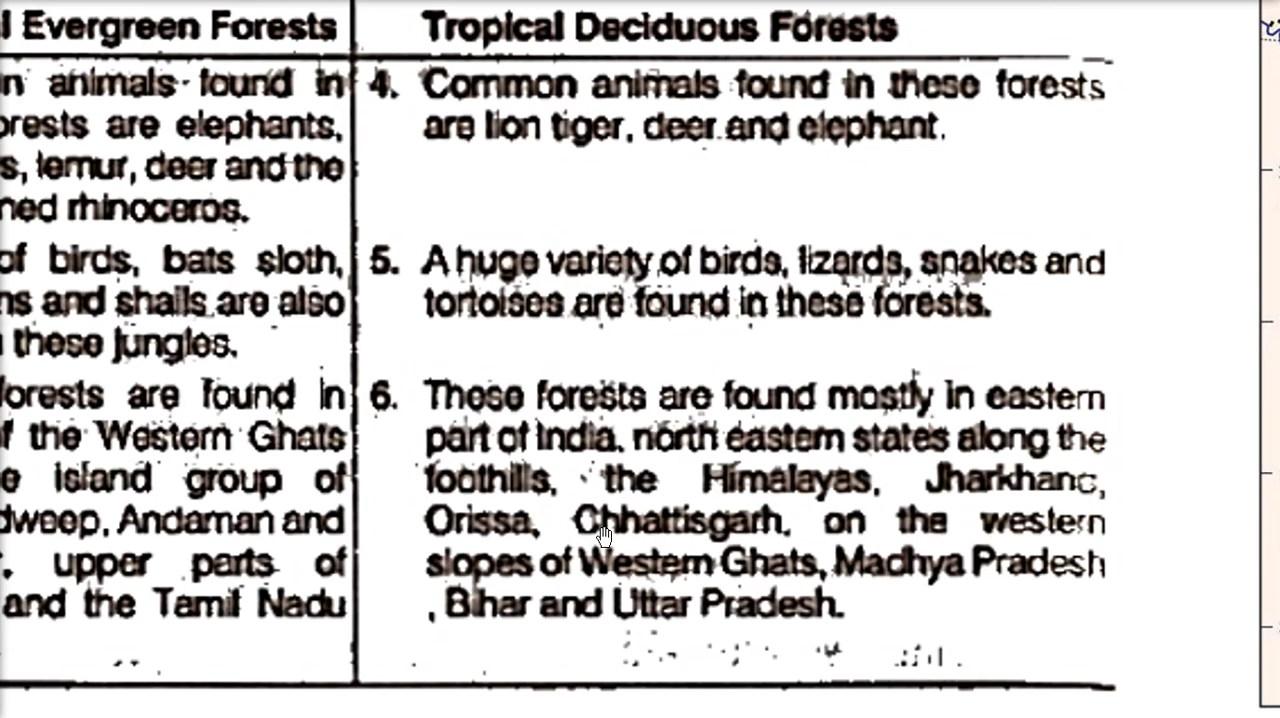 l Evergreen Forests
n animals found in
orests are elephants,
s, lemur, deer and the
ned rhinoceros.
of birds, bats sloth,
ns and shails are also
these jungles.
forests are found in
f the Western Ghats
e island group of
dweep, Andaman and
, upper parts of
and the Tamil Nadu
Tropical Deciduous Forests
4. Common animals found in these forests
are lion tiger, deer and elephant.
5. A huge variety of birds, lizards, snakes and
tortoises are found in these forests.
6. These forests are found mostly in eastern
part of India, north eastern states along the
foothills, the Himalayas, Jharkhand,
Orissa, Chhattisgarh, on the western
slopes of Western Ghats, Madhya Pradesh
, Bihar and Uttar Pradesh.